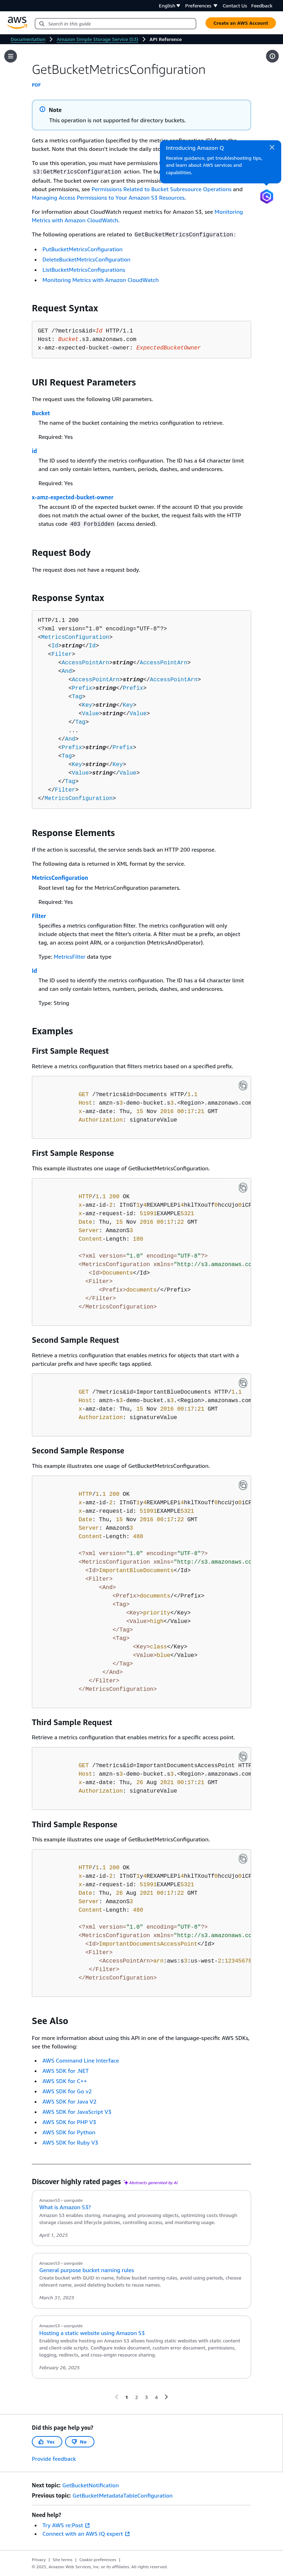 English
Preferences
Contact Us
Feedback
aws
Search in this guide
Create an AWS Account
Documentation
Amazon Simple Storage Service (S3)
API Reference
GetBucketMetricsConfiguration
PDF
Note
This operation is not supported for directory buckets.
Gets a metrics configuration (specified by the
Introducing Amazon Q
Receive guidance, get troubleshooting tips, and learn about AWS services and capabilities.
bucket. Note that this doesn't include the daily sto
To use this operation, you must have permissions
s3:GetMetricsConfiguration action. The bu
default. The bucket owner can grant this permission
about permissions, see Permissions Related to Bucket Subresource Operations and
Managing Access Permissions to Your Amazon S3 Resources.
For information about CloudWatch request metrics for Amazon S3, see Monitoring
Metrics with Amazon CloudWatch.
The following operations are related to GetBucketMetricsConfiguration:
PutBucketMetricsConfiguration
DeleteBucketMetricsConfiguration
ListBucketMetricsConfigurations
Monitoring Metrics with Amazon CloudWatch
Request Syntax
GET /?metrics&id=Id HTTP/1.1
Host: Bucket.s3.amazonaws.com
x-amz-expected-bucket-owner: ExpectedBucketOwner
URI Request Parameters
The request uses the following URI parameters.
Bucket
The name of the bucket containing the metrics configuration to retrieve.
Required: Yes
id
The ID used to identify the metrics configuration. The ID has a 64 character limit
and can only contain letters, numbers, periods, dashes, and underscores.
Required: Yes
x-amz-expected-bucket-owner
The account ID of the expected bucket owner. If the account ID that you provide
does not match the actual owner of the bucket, the request fails with the HTTP
status code 403 Forbidden (access denied).
Request Body
The request does not have a request body.
Response Syntax
HTTP/1.1 200
<?xml version="1.0" encoding="UTF-8"?>
<MetricsConfiguration>
<Id>string</Id>
<Filter>
<AccessPointArn>string</AccessPointArn>
<And>
<AccessPointArn>string</AccessPointArn>
<Prefix>string</Prefix>
<Tag>
<Key>string</Key>
<Value>string</Value>
</Tag>
...
</And>
<Prefix>string</Prefix>
<Tag>
<Key>string</Key>
<Value>string</Value>
</Tag>
</Filter>
</MetricsConfiguration>
Response Elements
If the action is successful, the service sends back an HTTP 200 response.
The following data is returned in XML format by the service.
MetricsConfiguration
Root level tag for the MetricsConfiguration parameters.
Required: Yes
Filter
Specifies a metrics configuration filter. The metrics configuration will only
include objects that meet the filter's criteria. A filter must be a prefix, an object
tag, an access point ARN, or a conjunction (MetricsAndOperator).
Type: MetricsFilter data type
Id
The ID used to identify the metrics configuration. The ID has a 64 character limit
and can only contain letters, numbers, periods, dashes, and underscores.
Type: String
Examples
First Sample Request
Retrieve a metrics configuration that filters metrics based on a specified prefix.
GET /?metrics&id=Documents HTTP/1.1
Host: amzn-s3-demo-bucket.s3.<Region>.amazonaws.com
x-amz-date: Thu, 15 Nov 2016 00:17:21 GMT
Authorization: signatureValue
First Sample Response
This example illustrates one usage of GetBucketMetricsConfiguration.
HTTP/1.1 200 OK
x-amz-id-2: ITnGT1y4REXAMPLEPi4hklTXouTf0hccUjo0iCP
x-amz-request-id: 51991EXAMPLE5321
Date: Thu, 15 Nov 2016 00:17:22 GMT
Server: AmazonS3
Content-Length: 180
<?xml version="1.0" encoding="UTF-8"?>
<MetricsConfiguration xmlns="http://s3.amazonaws.co
<Id>Documents</Id>
<Filter>
<Prefix>documents/</Prefix>
</Filter>
</MetricsConfiguration>
Second Sample Request
Retrieve a metrics configuration that enables metrics for objects that start with a
particular prefix and have specific tags applied.
GET /?metrics&id=ImportantBlueDocuments HTTP/1.1
Host: amzn-s3-demo-bucket.s3.<Region>.amazonaws.com
x-amz-date: Thu, 15 Nov 2016 00:17:21 GMT
Authorization: signatureValue
Second Sample Response
This example illustrates one usage of GetBucketMetricsConfiguration.
HTTP/1.1 200 OK
x-amz-id-2: ITnGT1y4REXAMPLEPi4hklTXouTf0hccUjo0iCP
x-amz-request-id: 51991EXAMPLE5321
Date: Thu, 15 Nov 2016 00:17:22 GMT
Server: AmazonS3
Content-Length: 480
<?xml version="1.0" encoding="UTF-8"?>
<MetricsConfiguration xmlns="http://s3.amazonaws.co
<Id>ImportantBlueDocuments</Id>
<Filter>
<And>
<Prefix>documents/</Prefix>
<Tag>
<Key>priority</Key>
<Value>high</Value>
</Tag>
<Tag>
<Key>class</Key>
<Value>blue</Value>
</Tag>
</And>
</Filter>
</MetricsConfiguration>
Third Sample Request
Retrieve a metrics configuration that enables metrics for a specific access point.
GET /?metrics&id=ImportantDocumentsAccessPoint HTTP
Host: amzn-s3-demo-bucket.s3.<Region>.amazonaws.com
x-amz-date: Thu, 26 Aug 2021 00:17:21 GMT
Authorization: signatureValue
Third Sample Response
This example illustrates one usage of GetBucketMetricsConfiguration.
HTTP/1.1 200 OK
x-amz-id-2: ITnGT1y4REXAMPLEPi4hklTXouTf0hccUjo0iCP
x-amz-request-id: 51991EXAMPLE5321
Date: Thu, 26 Aug 2021 00:17:22 GMT
Server: AmazonS3
Content-Length: 480
<?xml version="1.0" encoding="UTF-8"?>
<MetricsConfiguration xmlns="http://s3.amazonaws.co
<Id>ImportantDocumentsAccessPoint</Id>
<Filter>
<AccessPointArn>arn:aws:s3:us-west-2:12345678
</Filter>
</MetricsConfiguration>
See Also
For more information about using this API in one of the language-specific AWS SDKs,
see the following:
AWS Command Line Interface
AWS SDK for .NET
AWS SDK for C++
AWS SDK for Go v2
AWS SDK for Java V2
AWS SDK for JavaScript V3
AWS SDK for PHP V3
AWS SDK for Python
AWS SDK for Ruby V3
Discover highly rated pages
Abstracts generated by AI
AmazonS3 › userguide
What is Amazon S3?
Amazon S3 enables storing, managing, and processing objects, optimizing costs through
storage classes and lifecycle policies, controlling access, and monitoring usage.
April 1, 2025
AmazonS3 › userguide
General purpose bucket naming rules
Create bucket with GUID in name, follow bucket naming rules, avoid using periods, choose
relevant name, avoid deleting buckets to reuse names.
March 31, 2025
AmazonS3 › userguide
Hosting a static website using Amazon S3
Enabling website hosting on Amazon S3 allows hosting static websites with static content
and client-side scripts. Configure index document, custom error document, permissions,
logging, redirects, and cross-origin resource sharing.
February 26, 2025
1 2 3 4
Did this page help you?
Yes
No
Provide feedback
Next topic: GetBucketNotification
Previous topic: GetBucketMetadataTableConfiguration
Need help?
Try AWS re:Post
Connect with an AWS IQ expert
Privacy | Site terms | Cookie preferences |
© 2025, Amazon Web Services, Inc. or its affiliates. All rights reserved.